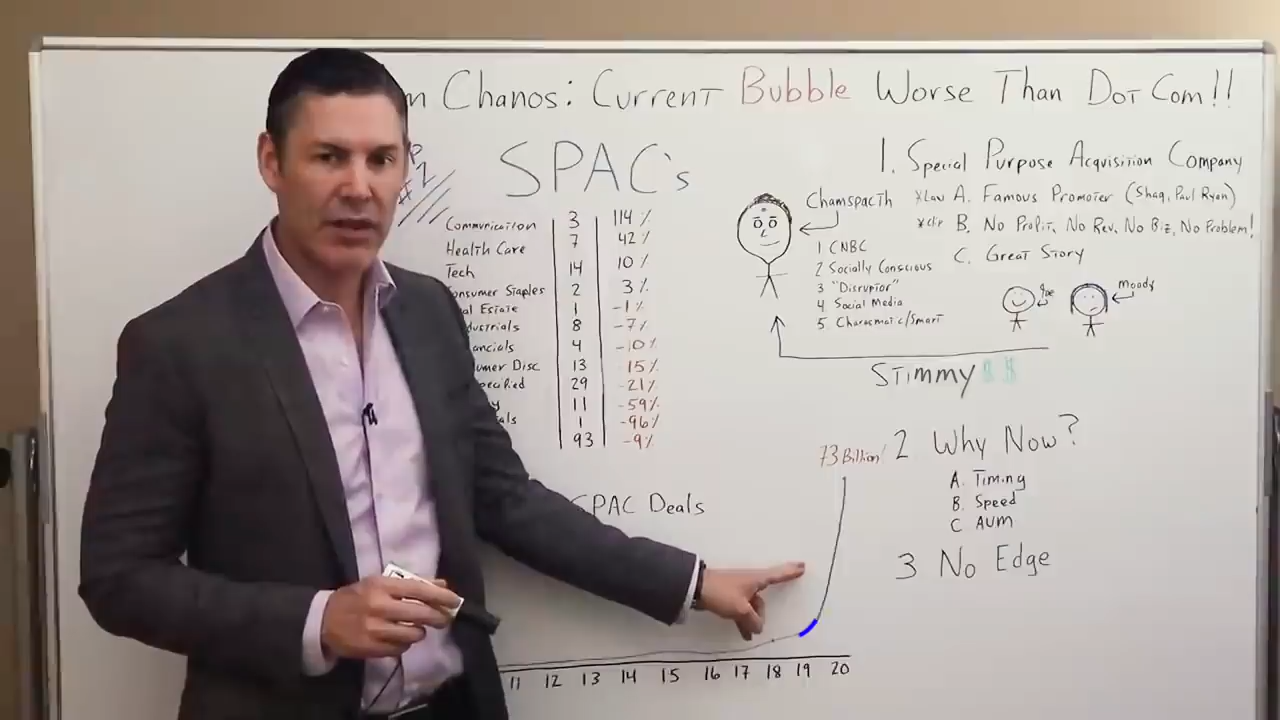 m Chanos: Current Bubble Worse Than Dot Com!!
SPAC's
Communication 3 114%
Health Care 7 42%
Tech 14 10%
onsumer Staples 2 3%
al Estate 1 -1%
dustrials 8 -7%
ancials 4 -10%
umer Disc 13 -15%
pecified 29 -21%
y 11 -59%
als 1 -96%
93 -9%
1. Special Purpose Acquisition Company
*Law A. Famous Promoter (Shaq, Paul Ryan)
B. No Profit, No Rev, No Biz, No Problem!
C. Great Story
Chamspacth
1 CNBC
2 Socially Conscious
3 "Disruptor"
4 Social Media
5. Charasmatic/Smart
Joe
moody
Stimmy $ $
73 Billion!
2 Why Now?
A. Timing
B. Speed
C AUM
3 No Edge
SPAC Deals
11 12 13 14 15 16 17 18 19 20